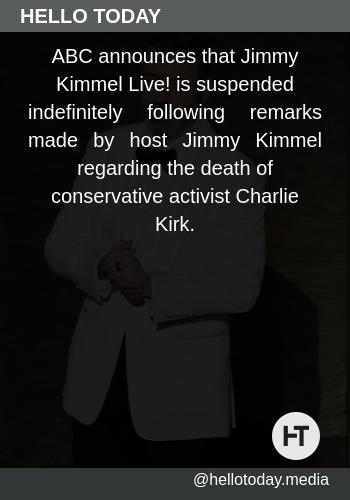 HELLO TODAY
ABC announces that Jimmy
Kimmel Live! is suspended
indefinitely following remarks
made by host Jimmy Kimmel
regarding the death of
conservative activist Charlie
Kirk.
HT
@hellotoday.media